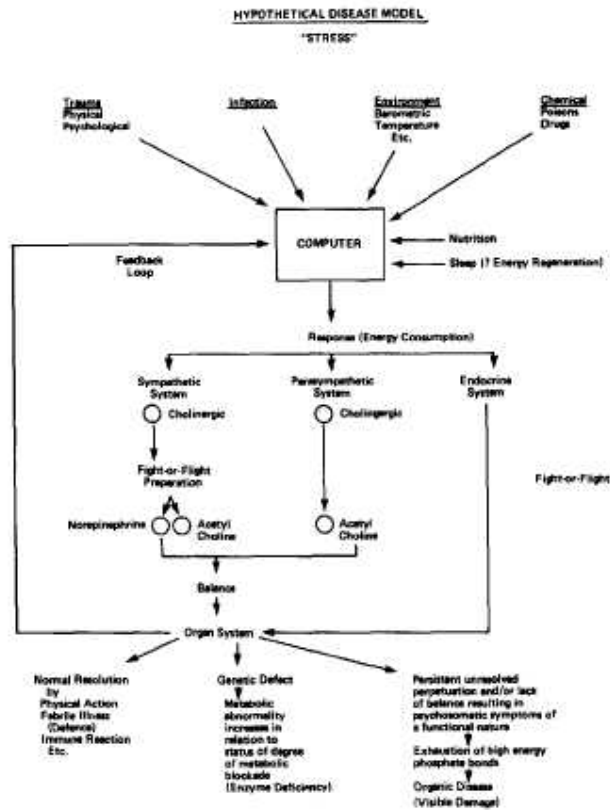 HYPOTHETICAL DISEASE MODEL
"STRESS"
Trauma
Physical
Psychological
Infection
Environment
Barometric
Temperature
Etc.
Chemical
Poisons
Drugs
COMPUTER
Nutrition
Sleep (? Energy Regeneration)
Feedback
Loop
Response (Energy Consumption)
Sympathetic
System
Cholinergic
Parasympathetic
System
Cholingergic
Endocrine
System
Fight-or-Flight
Preparation
Fight-or-Flight
Norepinephrine
Acetyl
Choline
Acetyl
Choline
Balance
Organ System
Normal Resolution
by
Physical Action
Febrile Illness
(Defence)
Immune Reaction
Etc.
Genetic Defect
Metabolic
abnormality
increases in
relation to
status of degree
of metabolic
blockade
(Enzyme Deficiency)
Persistent unresolved
perpetuation and/or lack
of balance resulting in
psychosomatic symptoms of
a functional nature
Exhaustion of high energy
phosphate bonds
Organic Disease
(Visible Damage)